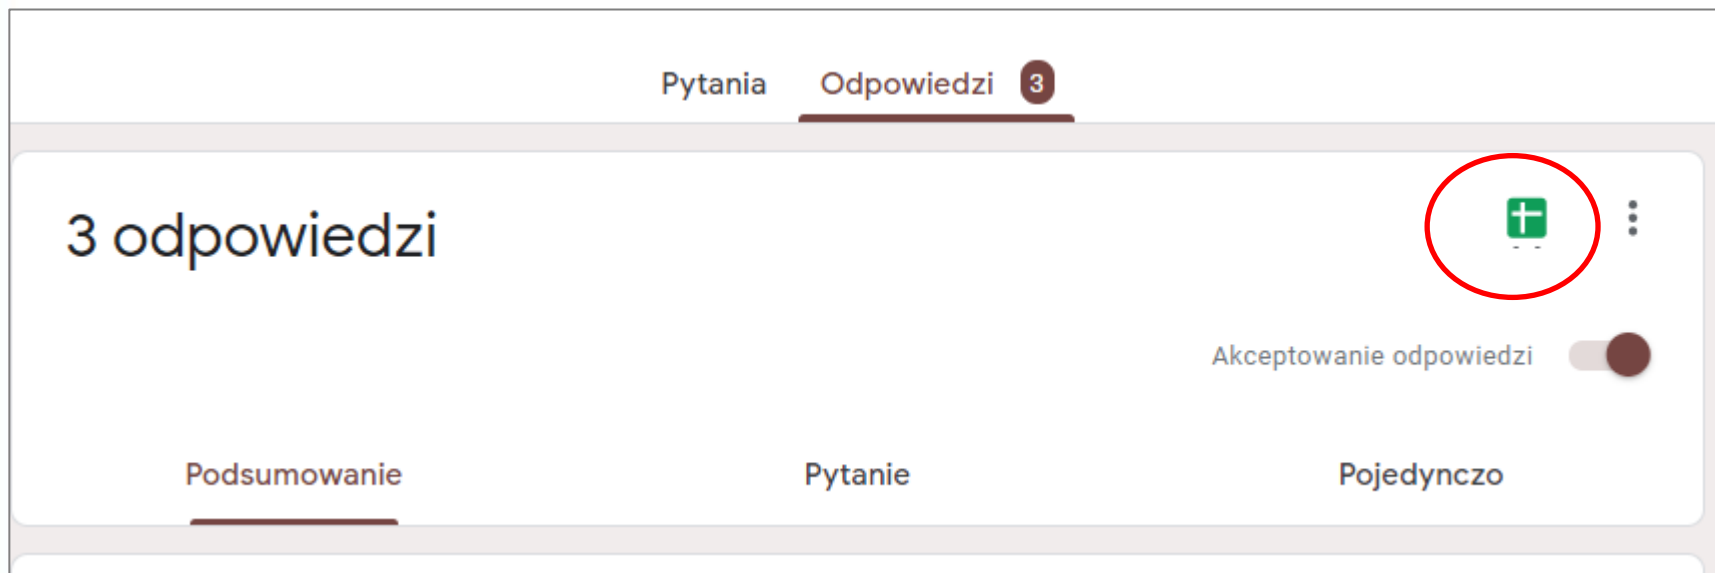 Pytania Odpowiedzi 3
3 odpowiedzi
Akceptowanie odpowiedzi
Podsumowanie Pytanie Pojedynczo